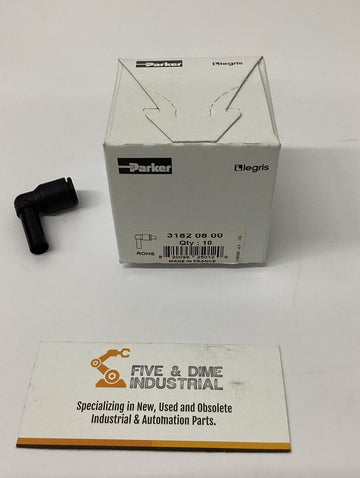 Parker
legris
Parker
legris
3182 08 00
Qty : 10
ROHS
MADE IN FRANCE
FIVE & DIME
INDUSTRIAL
Specializing in New, Used and Obsolete
Industrial & Automation Parts.